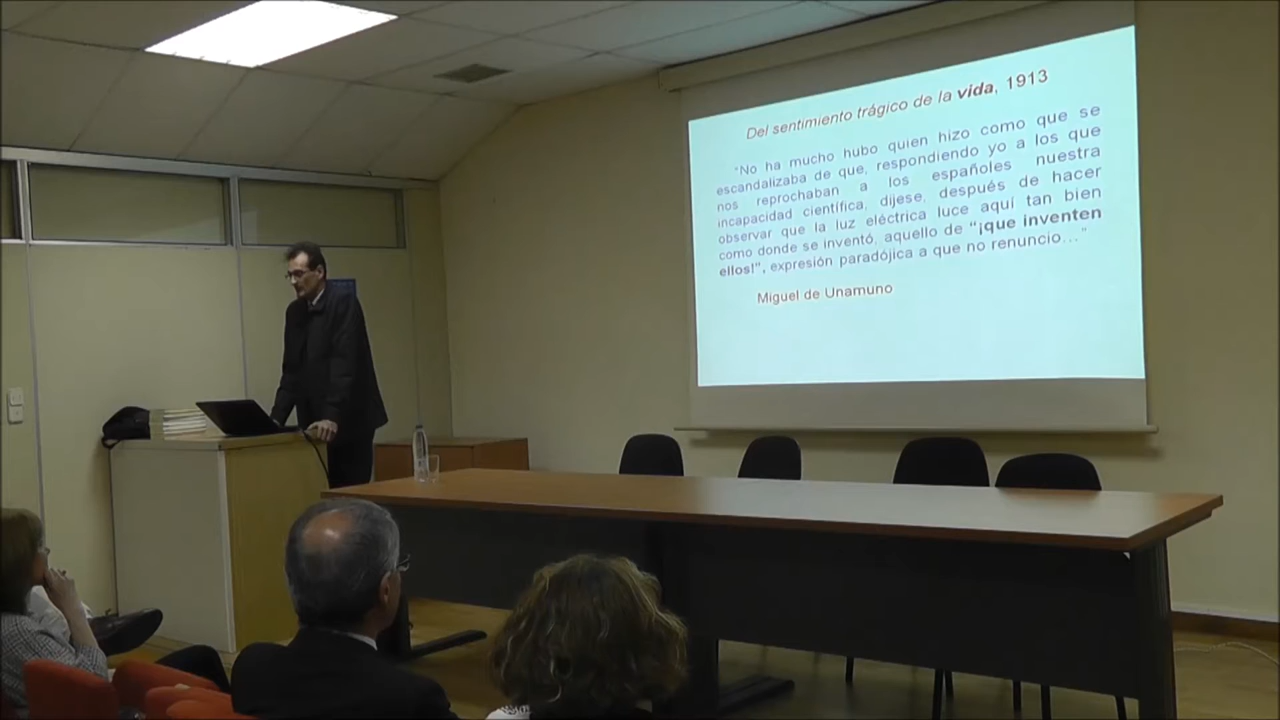 Del sentimiento trágico de la vida, 1913
"No ha mucho hubo quien hizo como que se
escandalizaba de que, respondiendo yo a los que
nos reprochaban a los españoles nuestra
incapacidad científica, dijese, después de hacer
observar que la luz eléctrica luce aquí tan bien
como donde se inventó, aquello de "¡que inventen
ellos!", expresión paradójica a que no renuncio…"
Miguel de Unamuno